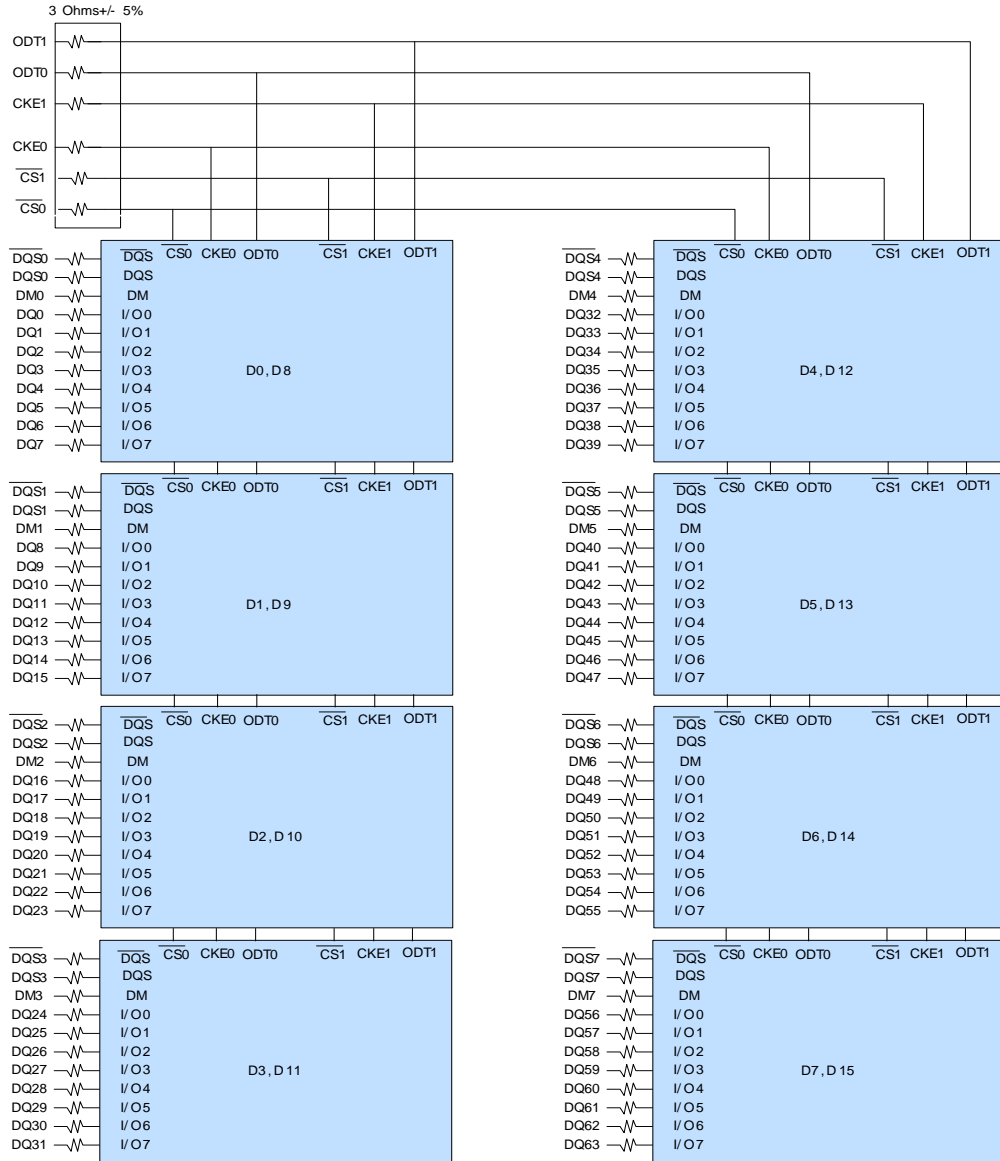 3 Ohms+/- 5%
ODT1
ODT0
CKE1
CKE0
CS1
CS0
DQS0 DQS CS0 CKE0 ODT0 CS1 CKE1 ODT1
DQS0 DQS
DM0 DM
DQ0 I/O0
DQ1 I/O1
DQ2 I/O2
DQ3 I/O3 D0,D8
DQ4 I/O4
DQ5 I/O5
DQ6 I/O6
DQ7 I/O7
DQS1 DQS CS0 CKE0 ODT0 CS1 CKE1 ODT1
DQS1 DQS
DM1 DM
DQ8 I/O0
DQ9 I/O1
DQ10 I/O2
DQ11 I/O3 D1,D9
DQ12 I/O4
DQ13 I/O5
DQ14 I/O6
DQ15 I/O7
DQS2 DQS CS0 CKE0 ODT0 CS1 CKE1 ODT1
DQS2 DQS
DM2 DM
DQ16 I/O0
DQ17 I/O1
DQ18 I/O2
DQ19 I/O3 D2,D10
DQ20 I/O4
DQ21 I/O5
DQ22 I/O6
DQ23 I/O7
DQS3 DQS CS0 CKE0 ODT0 CS1 CKE1 ODT1
DQS3 DQS
DM3 DM
DQ24 I/O0
DQ25 I/O1
DQ26 I/O2
DQ27 I/O3 D3,D11
DQ28 I/O4
DQ29 I/O5
DQ30 I/O6
DQ31 I/O7
DQS4 DQS CS0 CKE0 ODT0 CS1 CKE1 ODT1
DQS4 DQS
DM4 DM
DQ32 I/O0
DQ33 I/O1
DQ34 I/O2
DQ35 I/O3 D4,D12
DQ36 I/O4
DQ37 I/O5
DQ38 I/O6
DQ39 I/O7
DQS5 DQS CS0 CKE0 ODT0 CS1 CKE1 ODT1
DQS5 DQS
DM5 DM
DQ40 I/O0
DQ41 I/O1
DQ42 I/O2
DQ43 I/O3 D5,D13
DQ44 I/O4
DQ45 I/O5
DQ46 I/O6
DQ47 I/O7
DQS6 DQS CS0 CKE0 ODT0 CS1 CKE1 ODT1
DQS6 DQS
DM6 DM
DQ48 I/O0
DQ49 I/O1
DQ50 I/O2
DQ51 I/O3 D6,D14
DQ52 I/O4
DQ53 I/O5
DQ54 I/O6
DQ55 I/O7
DQS7 DQS CS0 CKE0 ODT0 CS1 CKE1 ODT1
DQS7 DQS
DM7 DM
DQ56 I/O0
DQ57 I/O1
DQ58 I/O2
DQ59 I/O3 D7,D15
DQ60 I/O4
DQ61 I/O5
DQ62 I/O6
DQ63 I/O7